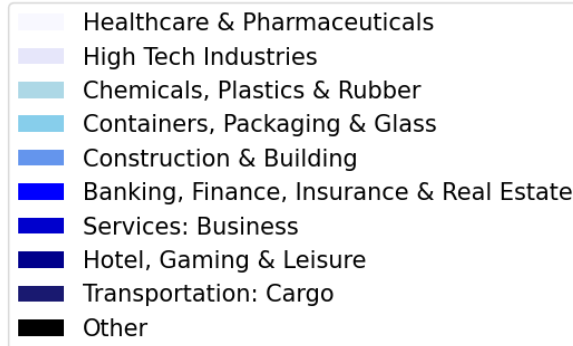 Healthcare & Pharmaceuticals
High Tech Industries
Chemicals, Plastics & Rubber
Containers, Packaging & Glass
Construction & Building
Banking, Finance, Insurance & Real Estate
Services: Business
Hotel, Gaming & Leisure
Transportation: Cargo
Other